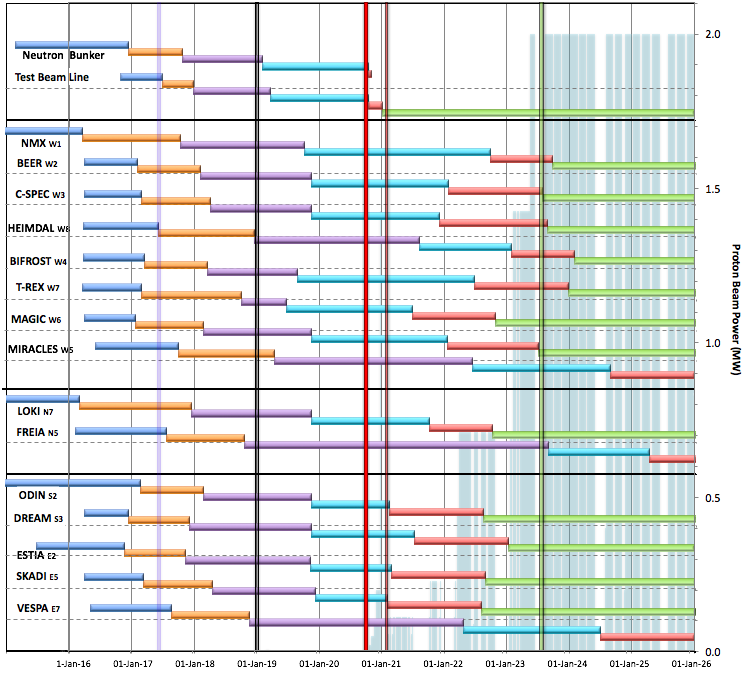 2.0
Neutron Bunker
Test Beam Line
NMX W1
BEER W2
1.5
C-SPEC W3
HEIMDAL W8
BIFROST W4
T-REX W7
MAGIC W6
MIRACLES W5
1.0
Proton Beam Power (MW)
LOKI N7
FREIA N5
ODIN S2
0.5
DREAM S3
ESTIA E2
SKADI E5
VESPA E7
0.0
1-Jan-16 01-Jan-17 01-Jan-18 01-Jan-19 01-Jan-20 01-Jan-21 01-Jan-22 01-Jan-23 01-Jan-24 01-Jan-25 01-Jan-26